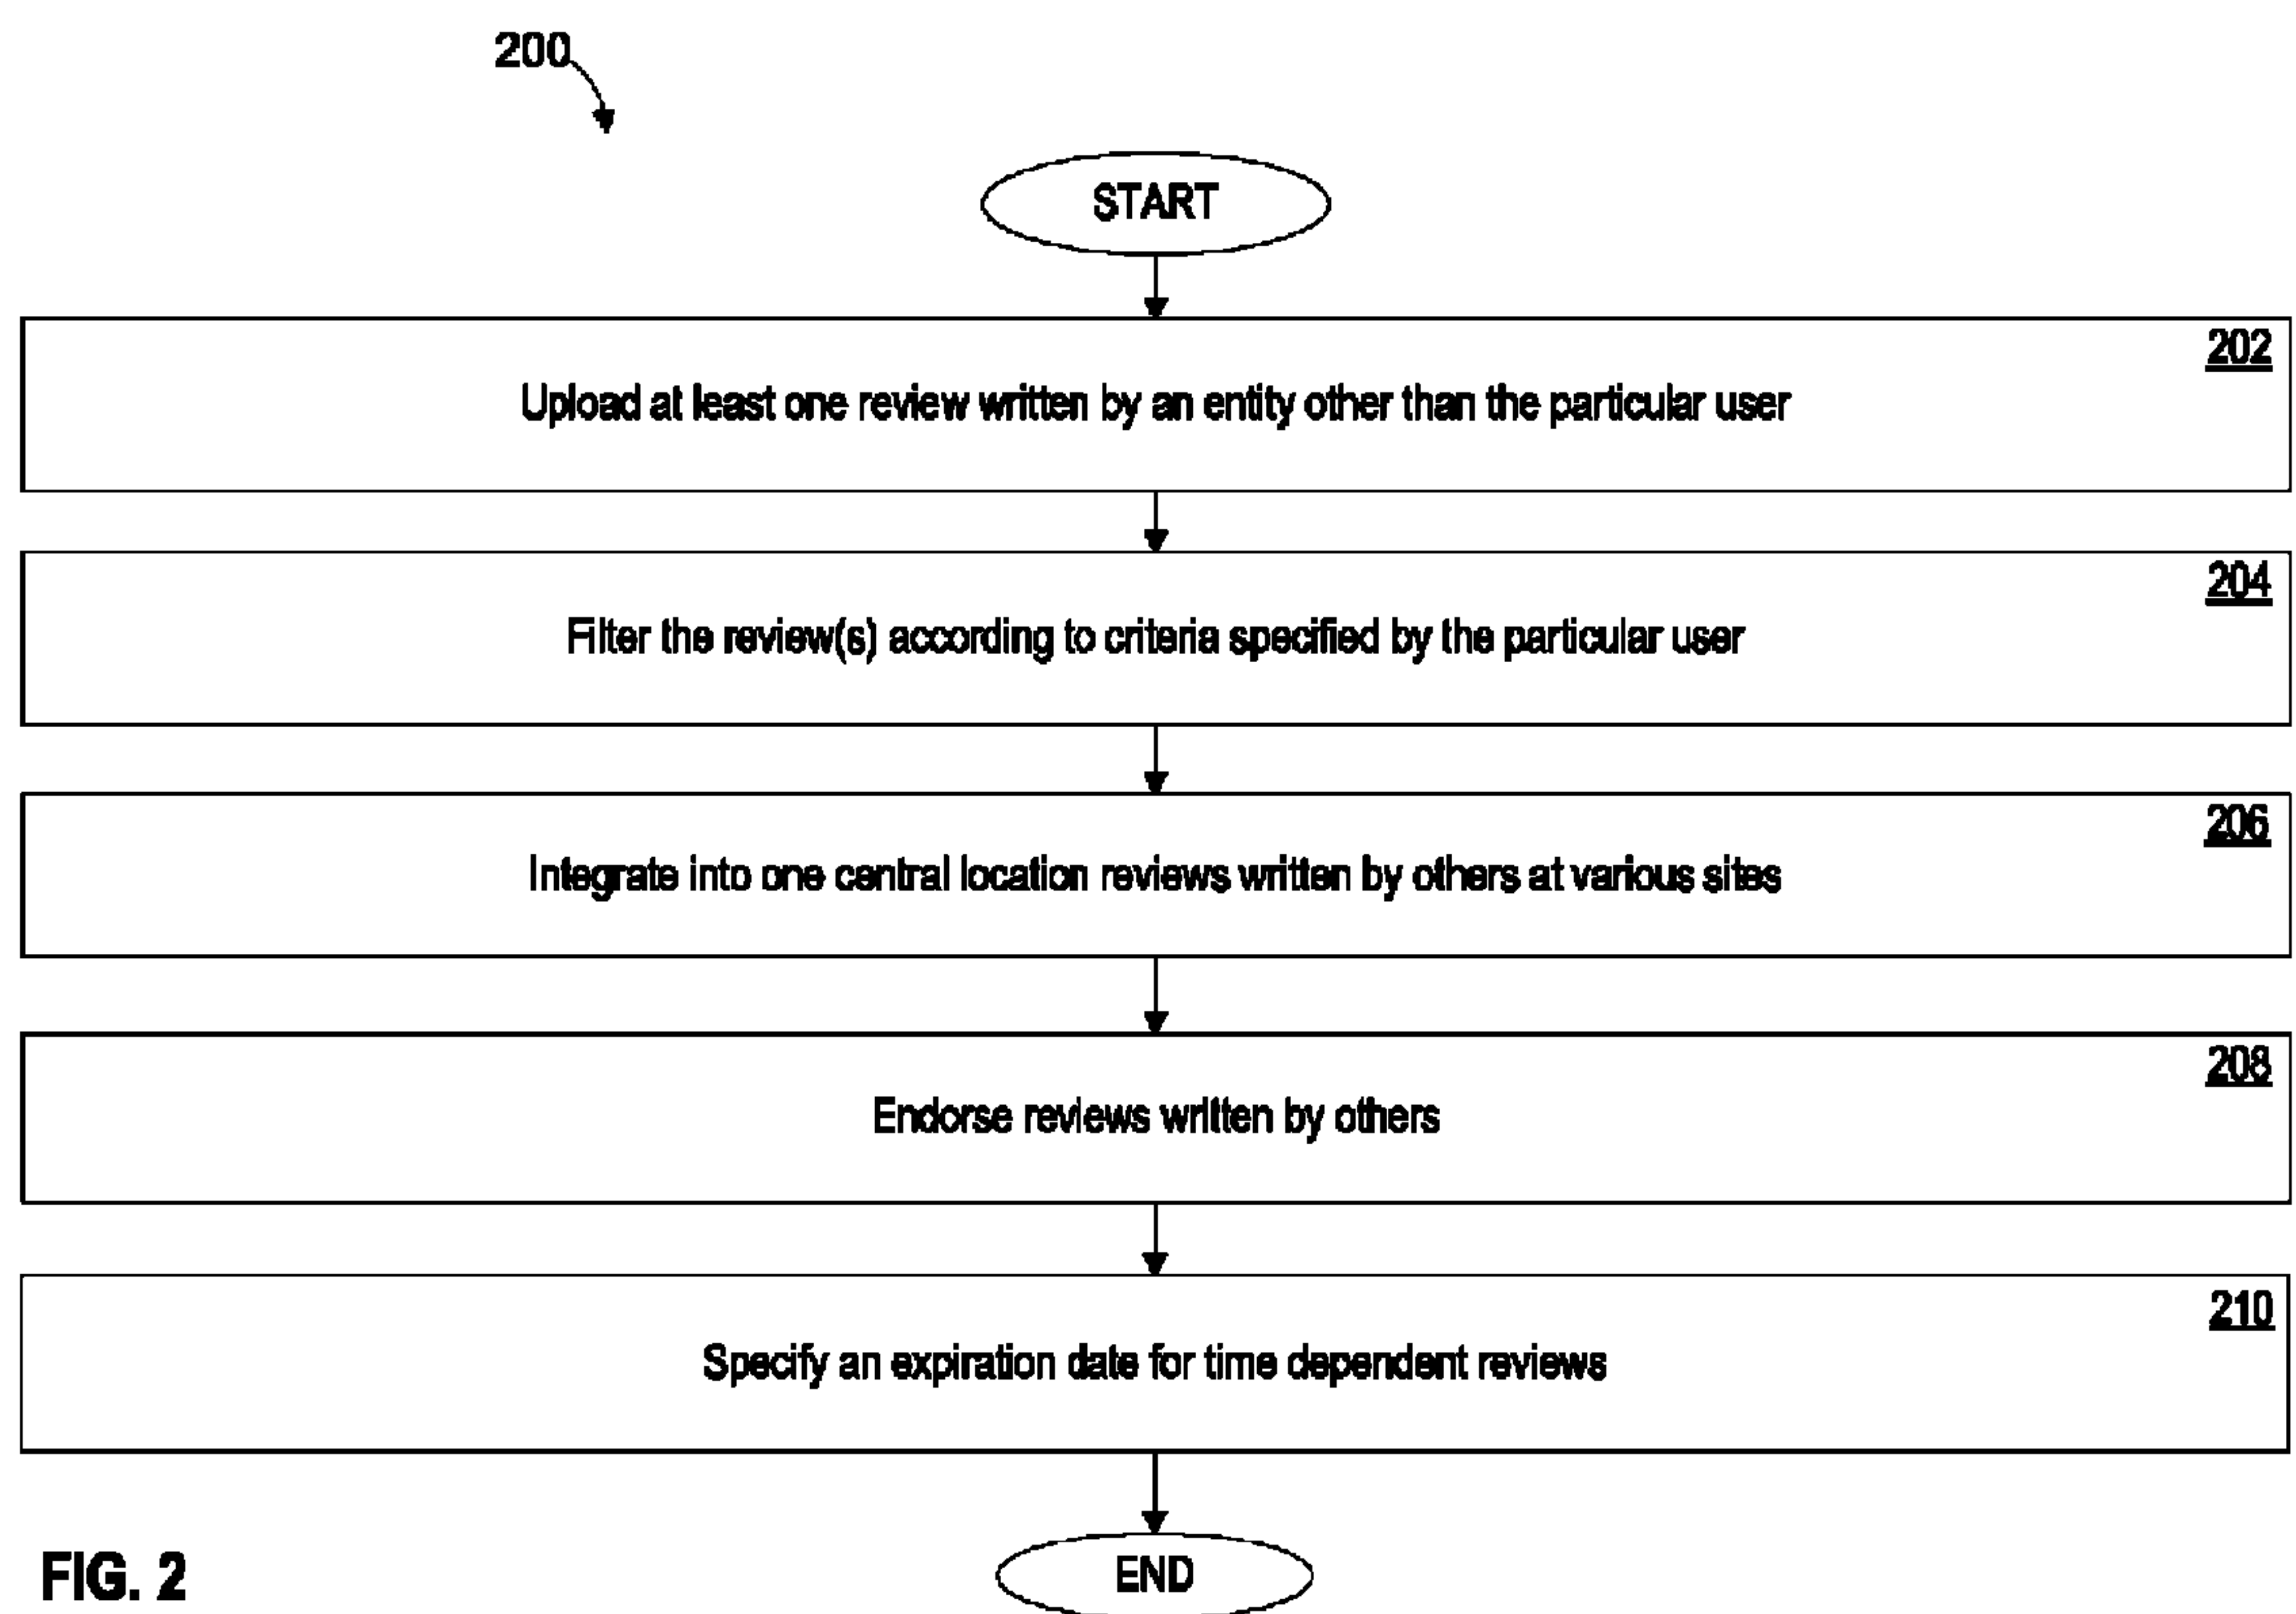 200
START
202
Upload at least one review written by an entity other than the particular user
204
Filter the review(s) according to criteria specified by the particular user
206
Integrate into one central location reviews written by others at various sites
208
Endorse reviews written by others
210
Specify an expiration date for time dependent reviews
END
FIG. 2